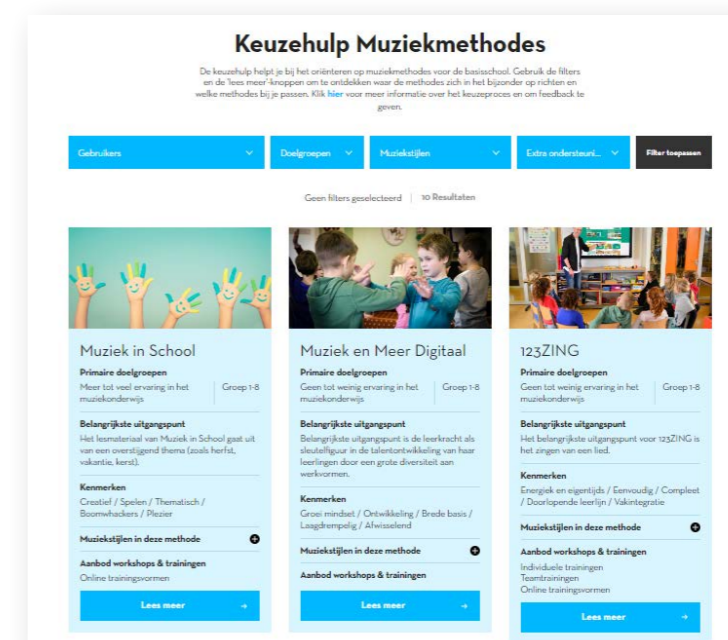 Keuzehulp Muziekmethodes
De keuzehulp helpt je bij het oriënteren op muziekmethodes voor de basisschool. Gebruik de filters
en de 'lees meer'-knoppen om te ontdekken waar de methodes zich in het bijzonder op richten en
welke methodes bij je passen. Klik hier voor meer informatie over het keuzeproces en om feedback te
geven.
Gebruikers
Doelgroepen
Muziekstijlen
Extra ondersteuni...
Filter toepassen
Geen filters geselecteerd | 10 Resultaten
Muziek in School
Primaire doelgroepen
Meer tot veel ervaring in het
muziekonderwijs
Groep 1-8
Belangrijkste uitgangspunt
Het lesmateriaal van Muziek in School gaat uit
van een overstijgend thema (zoals herfst,
vakantie, kerst).
Kenmerken
Creatief / Spelen / Thematisch /
Boomwhackers / Plezier
Muziekstijlen in deze methode
Aanbod workshops & trainingen
Online trainingsvormen
Lees meer →
Muziek en Meer Digitaal
Primaire doelgroepen
Geen tot weinig ervaring in het
muziekonderwijs
Groep 1-8
Belangrijkste uitgangspunt
Belangrijkste uitgangspunt is de leerkracht als
sleutelfiguur in de talentontwikkeling van haar
leerlingen door een grote diversiteit aan
werkvormen.
Kenmerken
Groei mindset / Ontwikkeling / Brede basis /
Laagdrempelig / Afwisselend
Muziekstijlen in deze methode
Aanbod workshops & trainingen
Lees meer →
123ZING
Primaire doelgroepen
Geen tot weinig ervaring in het
muziekonderwijs
Groep 1-8
Belangrijkste uitgangspunt
Het belangrijkste uitgangspunt voor 123ZING is
het zingen van een lied.
Kenmerken
Energiek en eigentijds / Eenvoudig / Compleet
/ Doorlopende leerlijn / Vakintegratie
Muziekstijlen in deze methode
Aanbod workshops & trainingen
Individuele trainingen
Teamtrainingen
Online trainingsvormen
Lees meer →